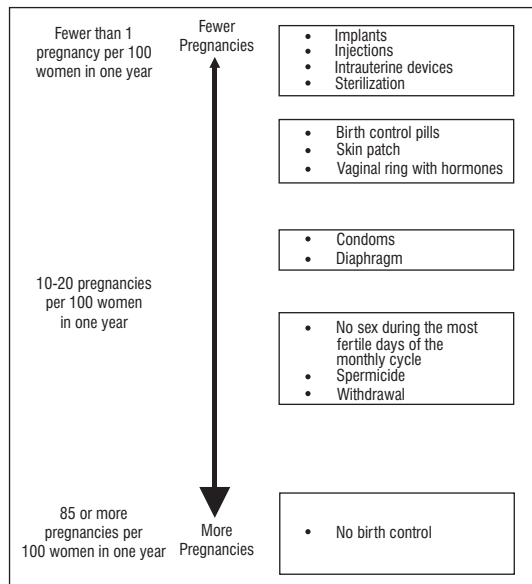 Fewer than 1
pregnancy per 100
women in one year
Fewer
Pregnancies
• Implants
• Injections
• Intrauterine devices
• Sterilization
• Birth control pills
• Skin patch
• Vaginal ring with hormones
10-20 pregnancies
per 100 women
in one year
• Condoms
• Diaphragm
• No sex during the most
fertile days of the
monthly cycle
• Spermicide
• Withdrawal
85 or more
pregnancies per
100 women in one year
More
Pregnancies
• No birth control